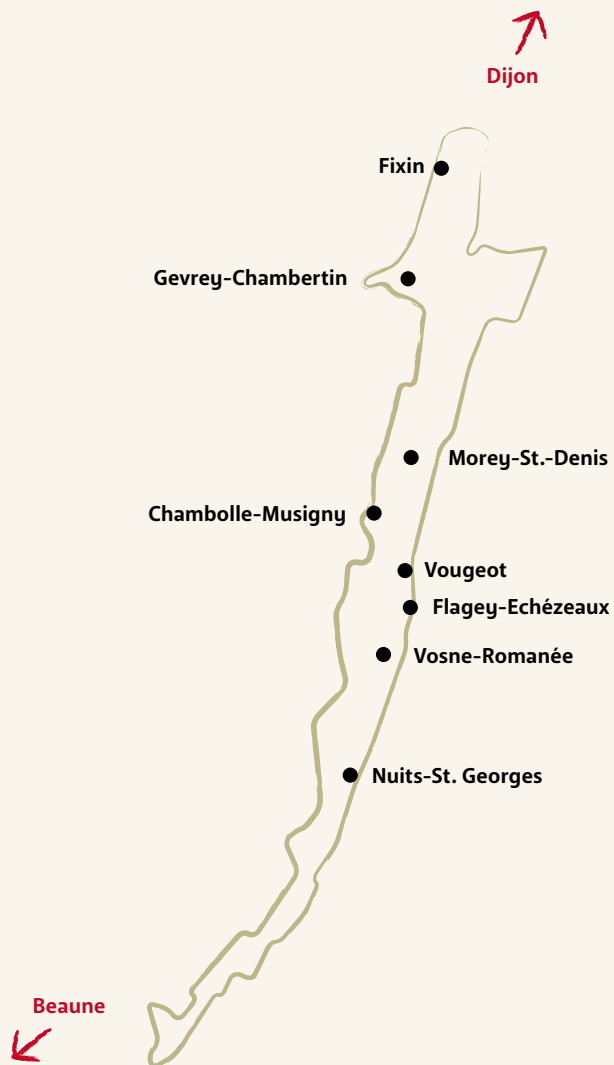 Dijon
Fixin
Gevrey-Chambertin
Morey-St.-Denis
Chambolle-Musigny
Vougeot
Flagey-Echézeaux
Vosne-Romanée
Nuits-St. Georges
Beaune